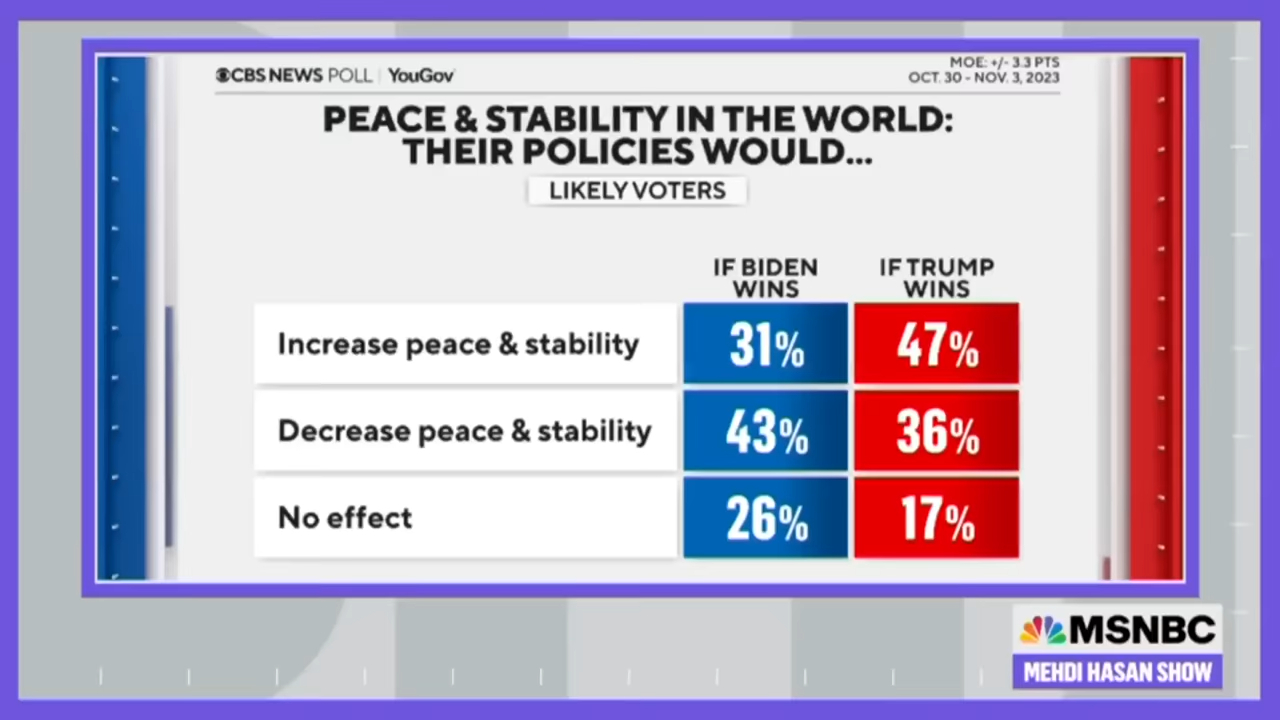 CBS NEWS POLL | YouGov
MOE: +/- 3.3 PTS
OCT. 30 - NOV. 3, 2023
PEACE & STABILITY IN THE WORLD:
THEIR POLICIES WOULD...
LIKELY VOTERS
IF BIDEN
WINS
IF TRUMP
WINS
Increase peace & stability 31% 47%
Decrease peace & stability 43% 36%
No effect 26% 17%
MSNBC
MEHDI HASAN SHOW